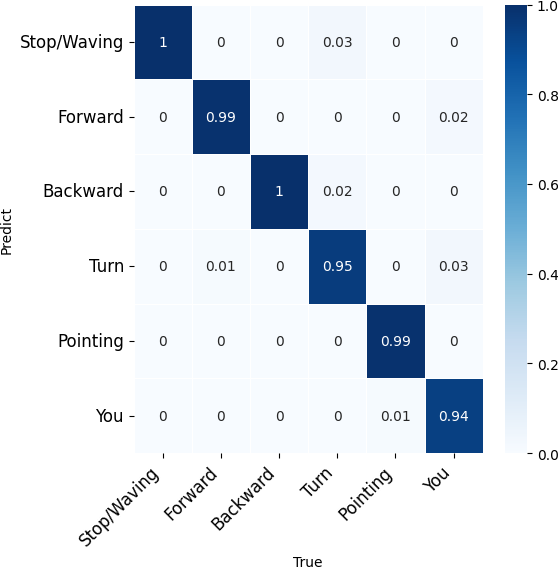 Stop/Waving 1 0 0 0.03 0 0
Forward 0 0.99 0 0 0 0.02
Backward 0 0 1 0.02 0 0
Turn 0 0.01 0 0.95 0 0.03
Pointing 0 0 0 0 0.99 0
You 0 0 0 0 0.01 0.94
Stop/Waving Forward Backward Turn Pointing You
True
Predict
1.0
0.8
0.6
0.4
0.2
0.0